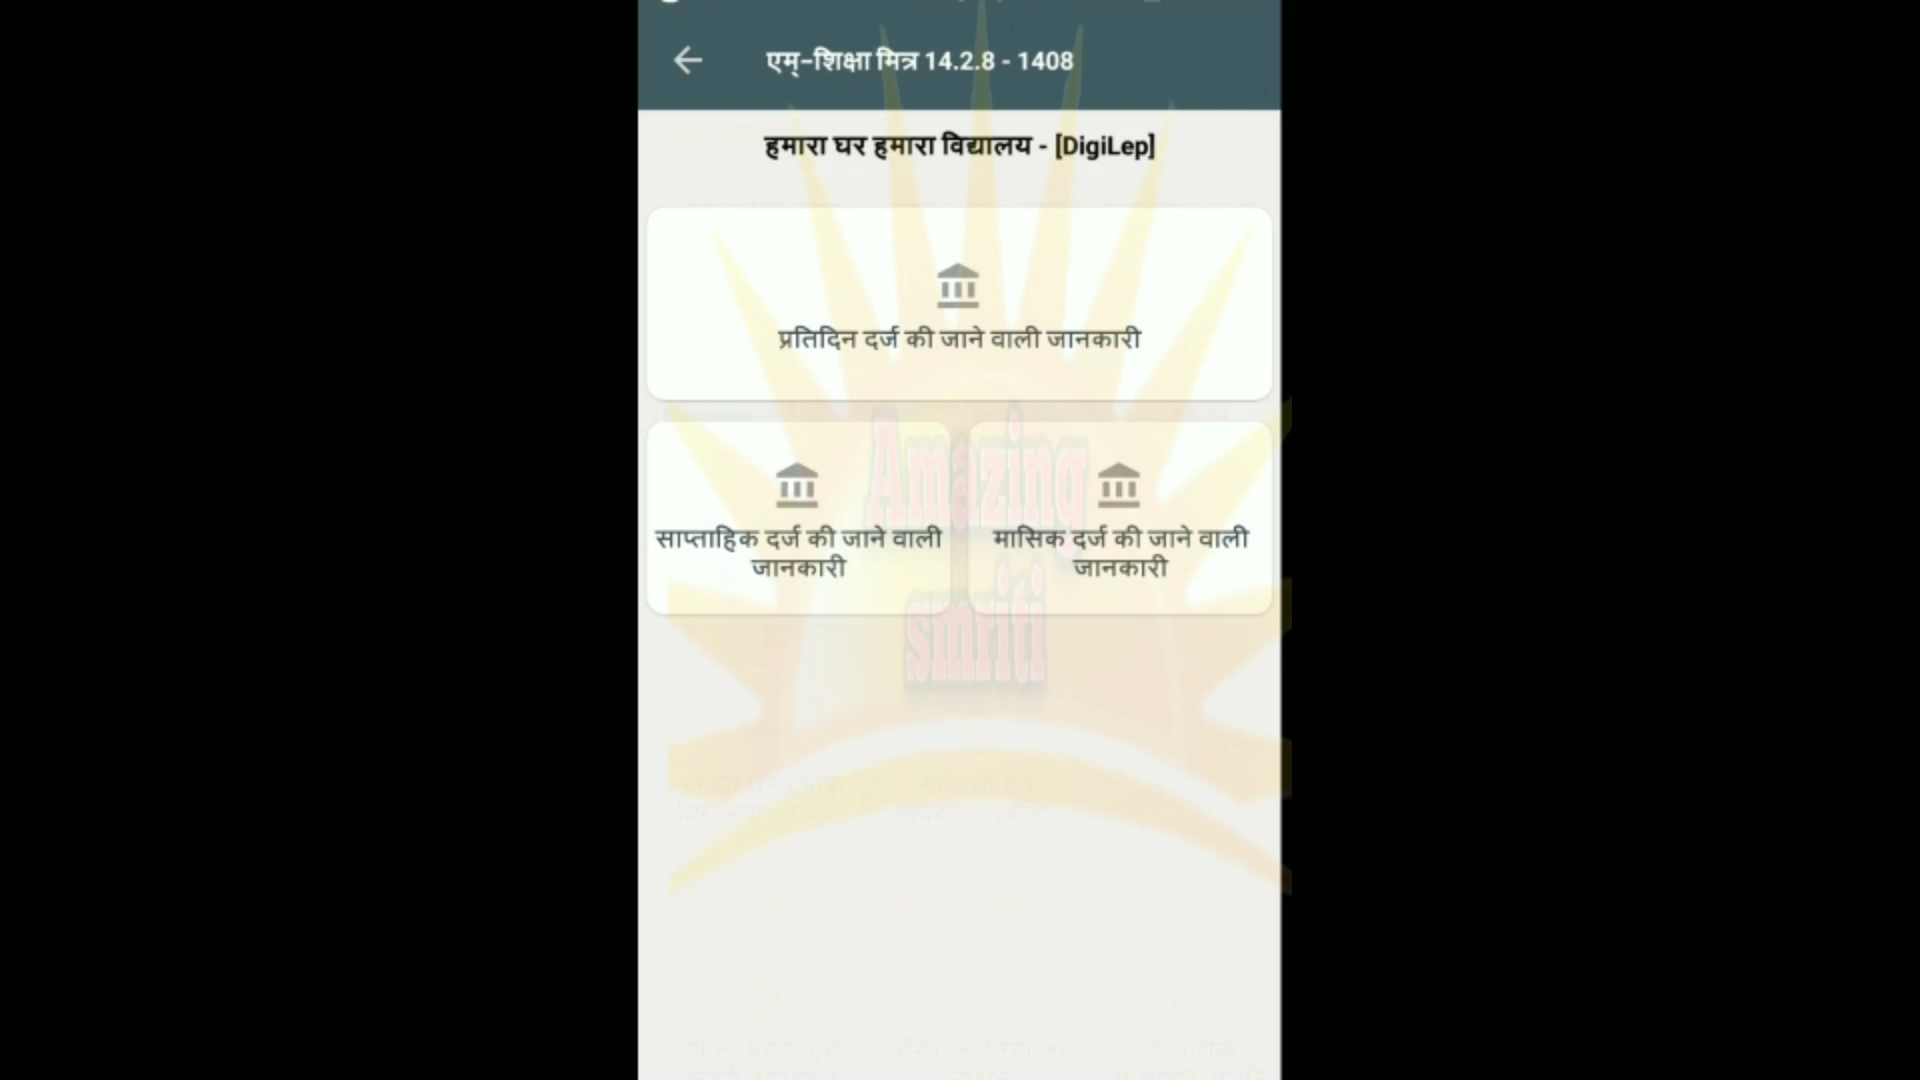 एम्-शिक्षा मित्र 14.2.8 - 1408
हमारा घर हमारा विद्यालय - [DigiLep]
प्रतिदिन दर्ज की जाने वाली जानकारी
साप्ताहिक दर्ज की जाने वाली
जानकारी
मासिक दर्ज की जाने वाली
जानकारी
Amazing
smriti